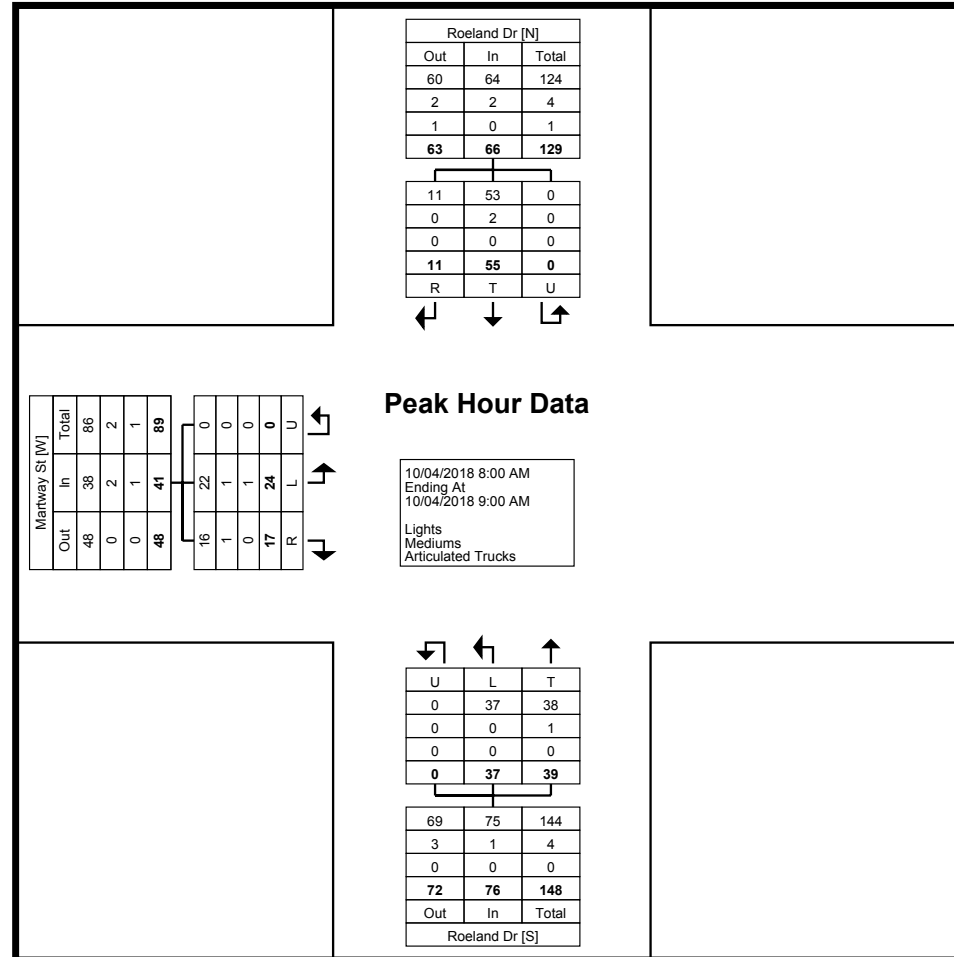 Roeland Dr [N]
Out In Total
60 64 124
2 2 4
1 0 1
63 66 129
11 53 0
0 2 0
0 0 0
11 55 0
R T U
Martway St [W]
Out In Total
48 38 86
0 2 2
0 1 1
48 41 89
16 22 0
1 1 0
0 1 0
17 24 0
R L U
Peak Hour Data
10/04/2018 8:00 AM
Ending At
10/04/2018 9:00 AM
Lights
Mediums
Articulated Trucks
U L T
0 37 38
0 0 1
0 0 0
0 37 39
69 75 144
3 1 4
0 0 0
72 76 148
Out In Total
Roeland Dr [S]